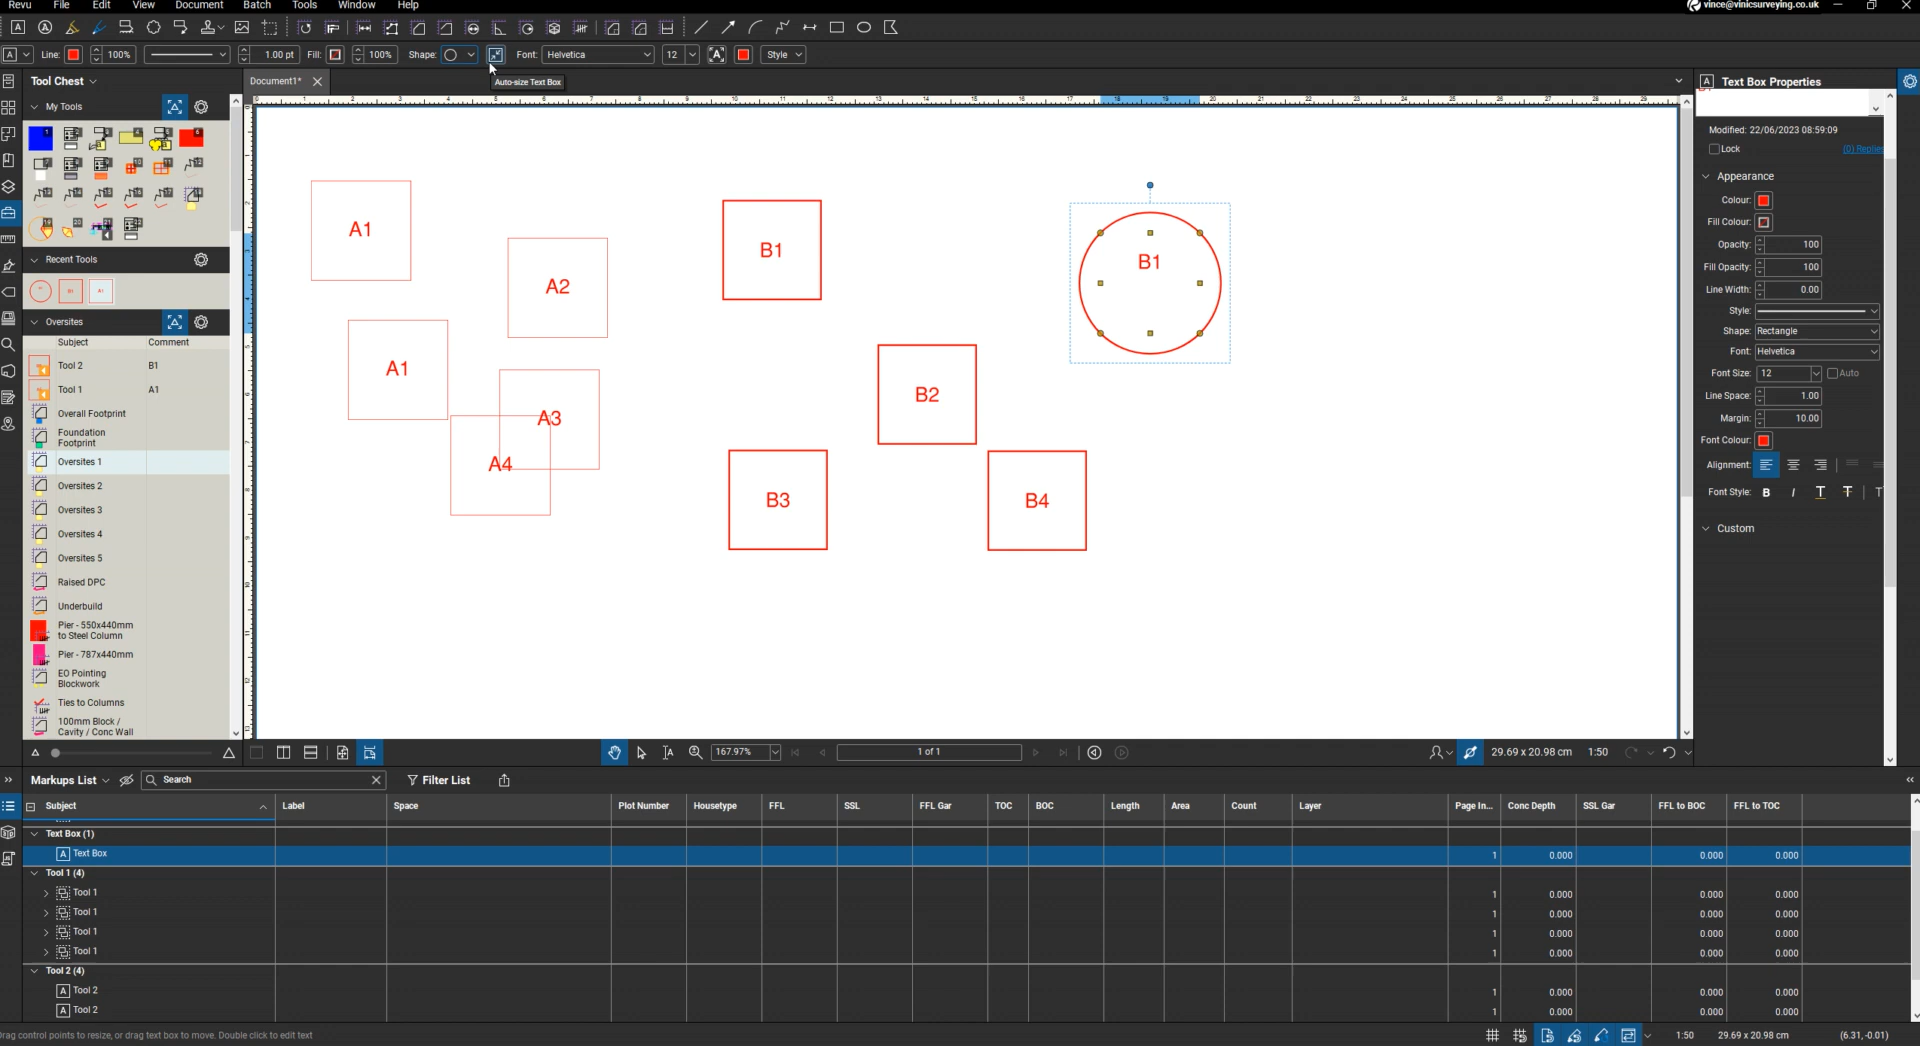 Revu File Edit View Document Batch Tools Window Help vince@vinicsurveying.co.uk
Line: 100% 1.00 pt Fill: 100% Shape: Font: Helvetica 12 Style
Auto-size Text Box
Tool Chest
Document1*
My Tools
Recent Tools
Oversites
Subject Comment
Tool 2 B1
Tool 1 A1
Overall Footprint
Foundation
Footprint
Oversites 1
Oversites 2
Oversites 3
Oversites 4
Oversites 5
Raised DPC
Underbuild
Pier - 550x440mm
to Steel Column
Pier - 787x440mm
EO Pointing
Blockwork
Ties to Columns
100mm Block /
Cavity / Conc Wall
A1
A2
A1
A3
A4
B1
B1
B2
B3
B4
Text Box Properties
Modified: 22/06/2023 08:59:09
Lock (0) Replies
Appearance
Colour:
Fill Colour:
Opacity: 100
Fill Opacity: 100
Line Width: 0.00
Style:
Shape: Rectangle
Font: Helvetica
Font Size: 12 Auto
Line Space: 1.00
Margin: 10.00
Font Colour:
Alignment:
Font Style: B I T T T
Custom
167.97% 1 of 1 29.69 x 20.98 cm 1:50
Markups List Search Filter List
Subject Label Space Plot Number Housetype FFL SSL FFL Gar TOC BOC Length Area Count Layer Page In... Conc Depth SSL Gar FFL to BOC FFL to TOC
Text Box (1)
Text Box 1 0.000 0.000 0.000
Tool 1 (4)
Tool 1 1 0.000 0.000 0.000
Tool 1 1 0.000 0.000 0.000
Tool 1 1 0.000 0.000 0.000
Tool 1 1 0.000 0.000 0.000
Tool 2 (4)
Tool 2 1 0.000 0.000 0.000
Tool 2 1 0.000 0.000 0.000
Drag control points to resize, or drag text box to move. Double click to edit text 1:50 29.69 x 20.98 cm (6.31, -0.01)